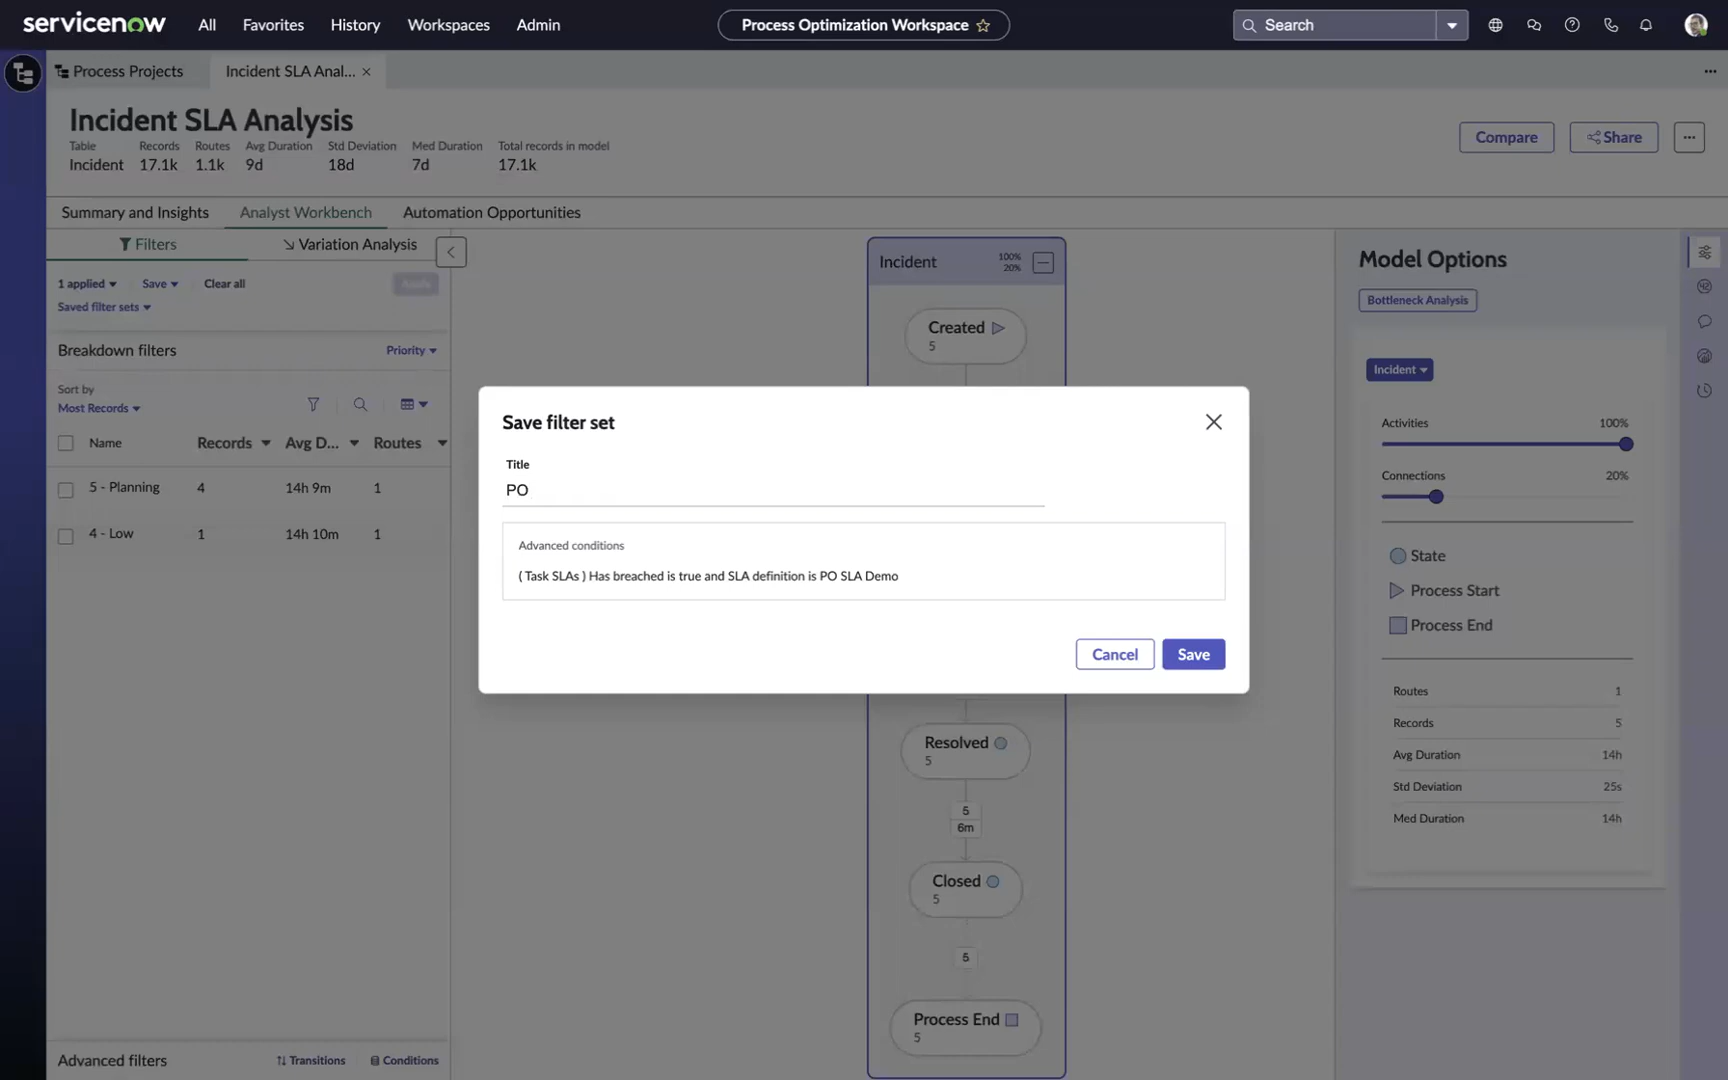 servicenow All Favorites History Workspaces Admin Process Optimization Workspace Search
Process Projects Incident SLA Anal...
Incident SLA Analysis
Table Records Routes Avg Duration Std Deviation Med Duration Total records in model
Incident 17.1k 1.1k 9d 18d 7d 17.1k
Compare Share
Summary and Insights Analyst Workbench Automation Opportunities
Filters Variation Analysis
1 applied Save Clear all Apply
Saved filter sets
Breakdown filters Priority
Sort by
Most Records
Name Records Avg D... Routes
5 - Planning 4 14h 9m 1
4 - Low 1 14h 10m 1
Advanced filters Transitions Conditions
Incident 100%
20%
Created
5
Save filter set
Title
PO
Advanced conditions
( Task SLAs ) Has breached is true and SLA definition is PO SLA Demo
Cancel Save
Resolved
5
5
6m
Closed
5
5
Process End
5
Model Options
Bottleneck Analysis
Incident
Activities 100%
Connections 20%
State
Process Start
Process End
Routes 1
Records 5
Avg Duration 14h
Std Deviation 25s
Med Duration 14h